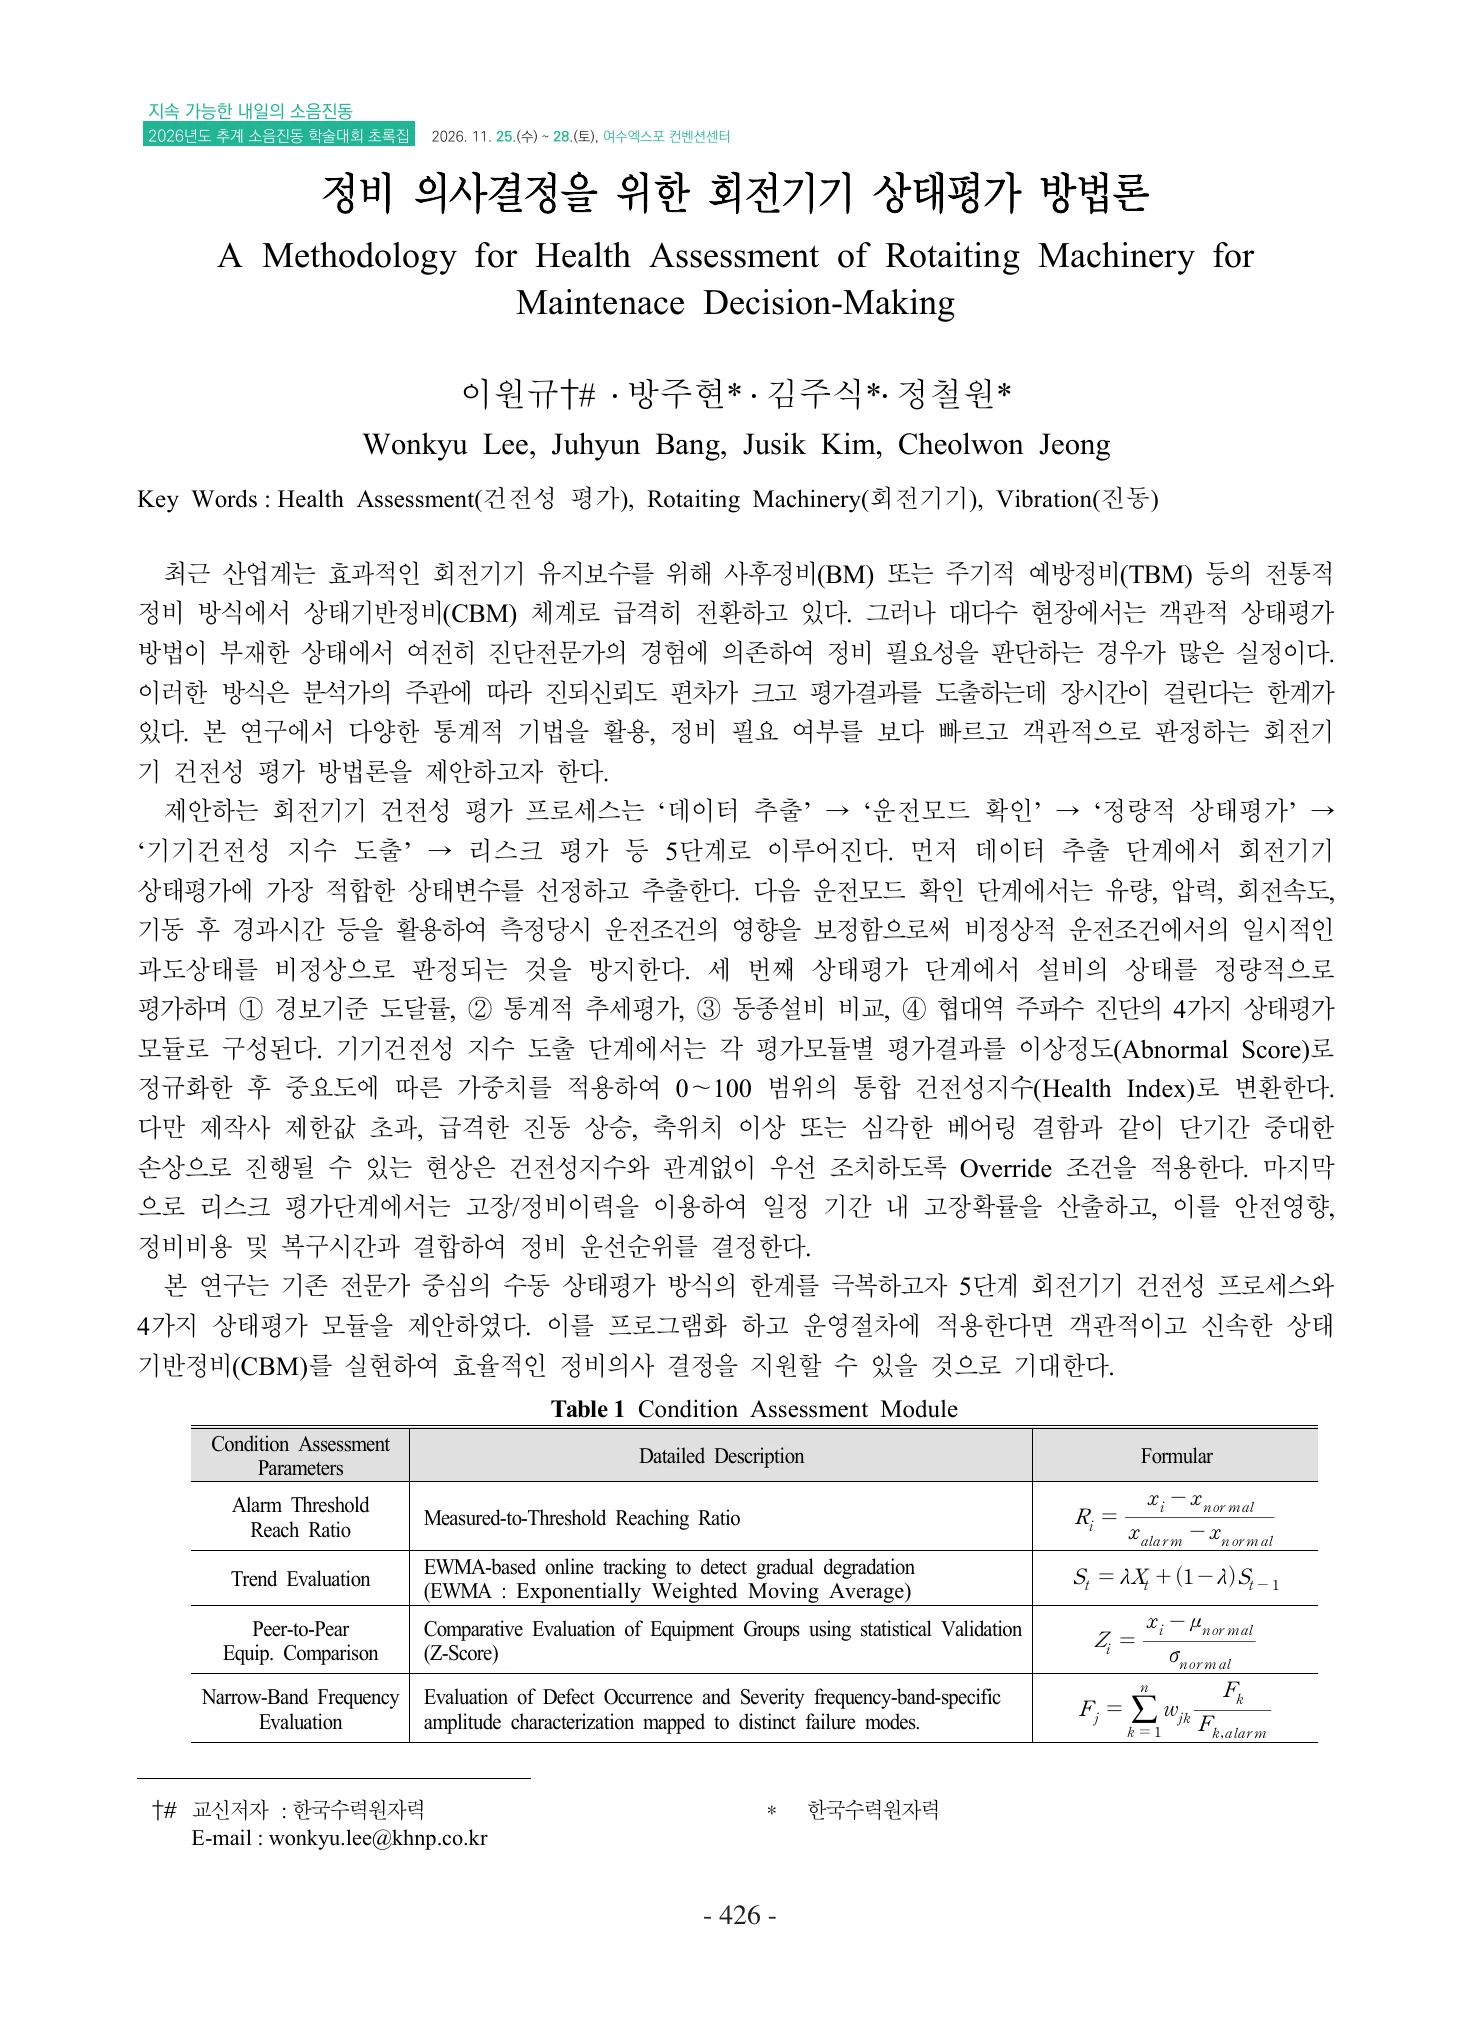 지속 가능한 내일의 소음진동
2026년도 추계 소음진동 학술대회 초록집 2026. 11. 25.(수) ~ 28.(토), 여수엑스포 컨벤션센터
정비 의사결정을 위한 회전기기 상태평가 방법론
A Methodology for Health Assessment of Rotaiting Machinery for
Maintenace Decision-Making
이원규†# · 방주현* · 김주식*· 정철원*
Wonkyu Lee, Juhyun Bang, Jusik Kim, Cheolwon Jeong
Key Words : Health Assessment(건전성 평가), Rotaiting Machinery(회전기기), Vibration(진동)
최근 산업계는 효과적인 회전기기 유지보수를 위해 사후정비(BM) 또는 주기적 예방정비(TBM) 등의 전통적
정비 방식에서 상태기반정비(CBM) 체계로 급격히 전환하고 있다. 그러나 대다수 현장에서는 객관적 상태평가
방법이 부재한 상태에서 여전히 진단전문가의 경험에 의존하여 정비 필요성을 판단하는 경우가 많은 실정이다.
이러한 방식은 분석가의 주관에 따라 진되신뢰도 편차가 크고 평가결과를 도출하는데 장시간이 걸린다는 한계가
있다. 본 연구에서 다양한 통계적 기법을 활용, 정비 필요 여부를 보다 빠르고 객관적으로 판정하는 회전기
기 건전성 평가 방법론을 제안하고자 한다.
제안하는 회전기기 건전성 평가 프로세스는 ‘데이터 추출’ → ‘운전모드 확인’ → ‘정량적 상태평가’ →
‘기기건전성 지수 도출’ → 리스크 평가 등 5단계로 이루어진다. 먼저 데이터 추출 단계에서 회전기기
상태평가에 가장 적합한 상태변수를 선정하고 추출한다. 다음 운전모드 확인 단계에서는 유량, 압력, 회전속도,
기동 후 경과시간 등을 활용하여 측정당시 운전조건의 영향을 보정함으로써 비정상적 운전조건에서의 일시적인
과도상태를 비정상으로 판정되는 것을 방지한다. 세 번째 상태평가 단계에서 설비의 상태를 정량적으로
평가하며 ① 경보기준 도달률, ② 통계적 추세평가, ③ 동종설비 비교, ④ 협대역 주파수 진단의 4가지 상태평가
모듈로 구성된다. 기기건전성 지수 도출 단계에서는 각 평가모듈별 평가결과를 이상정도(Abnormal Score)로
정규화한 후 중요도에 따른 가중치를 적용하여 0～100 범위의 통합 건전성지수(Health Index)로 변환한다.
다만 제작사 제한값 초과, 급격한 진동 상승, 축위치 이상 또는 심각한 베어링 결함과 같이 단기간 중대한
손상으로 진행될 수 있는 현상은 건전성지수와 관계없이 우선 조치하도록 Override 조건을 적용한다. 마지막
으로 리스크 평가단계에서는 고장/정비이력을 이용하여 일정 기간 내 고장확률을 산출하고, 이를 안전영향,
정비비용 및 복구시간과 결합하여 정비 운선순위를 결정한다.
본 연구는 기존 전문가 중심의 수동 상태평가 방식의 한계를 극복하고자 5단계 회전기기 건전성 프로세스와
4가지 상태평가 모듈을 제안하였다. 이를 프로그램화 하고 운영절차에 적용한다면 객관적이고 신속한 상태
기반정비(CBM)를 실현하여 효율적인 정비의사 결정을 지원할 수 있을 것으로 기대한다.
Table 1 Condition Assessment Module
Condition Assessment
Parameters
Datailed Description
Formular
Alarm Threshold
Reach Ratio
Measured-to-Threshold Reaching Ratio
R_i = (x_i − x_normal) / (x_alarm − x_normal)
Trend Evaluation
EWMA-based online tracking to detect gradual degradation
(EWMA : Exponentially Weighted Moving Average)
S_t = λX_t + (1−λ)S_{t−1}
Peer-to-Pear
Equip. Comparison
Comparative Evaluation of Equipment Groups using statistical Validation
(Z-Score)
Z_i = (x_i − μ_normal) / σ_normal
Narrow-Band Frequency
Evaluation
Evaluation of Defect Occurrence and Severity frequency-band-specific
amplitude characterization mapped to distinct failure modes.
F_j = ∑_{k=1}^{n} w_jk F_k / F_{k,alarm}
†# 교신저자 : 한국수력원자력
E-mail : wonkyu.lee@khnp.co.kr
* 한국수력원자력
- 426 -